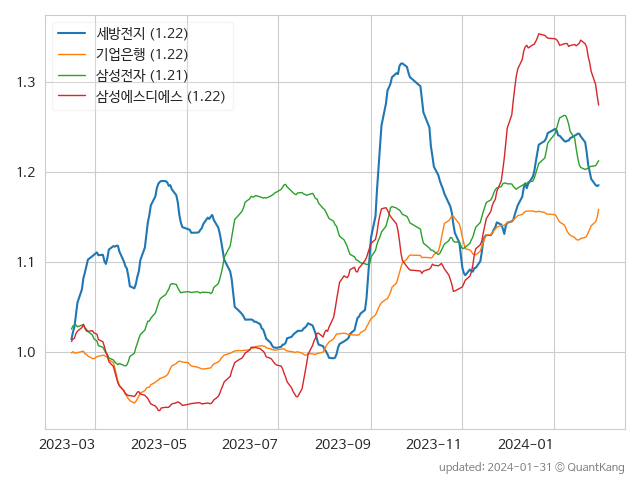 세방전지 (1.22)
기업은행 (1.22)
삼성전자 (1.21)
삼성에스디에스 (1.22)
1.3
1.2
1.1
1.0
2023-03 2023-05 2023-07 2023-09 2023-11 2024-01
updated: 2024-01-31 © QuantKang